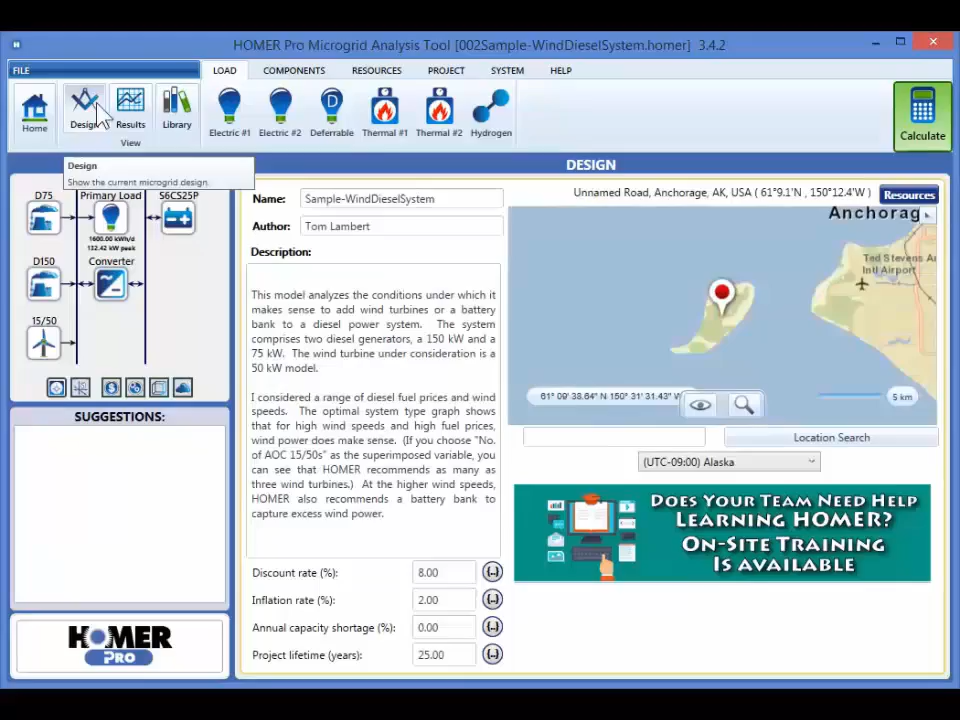 HOMER Pro Microgrid Analysis Tool [002Sample-WindDieselSystem.homer] 3.4.2
FILE
LOAD COMPONENTS RESOURCES PROJECT SYSTEM HELP
Home Design Results Library Electric #1 Electric #2 Deferrable Thermal #1 Thermal #2 Hydrogen
D
Calculate
View
DESIGN
Design
Show the current microgrid design.
D75 Primary Load S6CS25P
1600.00 kWh/d
132.42 kW peak
D150 Converter
15/50
SUGGESTIONS:
HOMER
PRO
Name: Sample-WindDieselSystem
Author: Tom Lambert
Description:
This model analyzes the conditions under which it
makes sense to add wind turbines or a battery
bank to a diesel power system. The system
comprises two diesel generators, a 150 kW and a
75 kW. The wind turbine under consideration is a
50 kW model.
I considered a range of diesel fuel prices and wind
speeds. The optimal system type graph shows
that for high wind speeds and high fuel prices,
wind power does make sense. (If you choose "No.
of AOC 15/50s" as the superimposed variable, you
can see that HOMER recommends as many as
three wind turbines.) At the higher wind speeds,
HOMER also recommends a battery bank to
capture excess wind power.
Discount rate (%): 8.00 {..}
Inflation rate (%): 2.00 {..}
Annual capacity shortage (%): 0.00 {..}
Project lifetime (years): 25.00 {..}
Unnamed Road, Anchorage, AK, USA ( 61°9.1'N , 150°12.4'W ) Resources
Anchorag
Ted Stevens An
Intl Airport
61° 09' 38.64" N 150° 31' 31.43" W
5 km
Location Search
(UTC-09:00) Alaska
DOES YOUR TEAM NEED HELP
LEARNING HOMER?
ON-SITE TRAINING
IS AVAILABLE